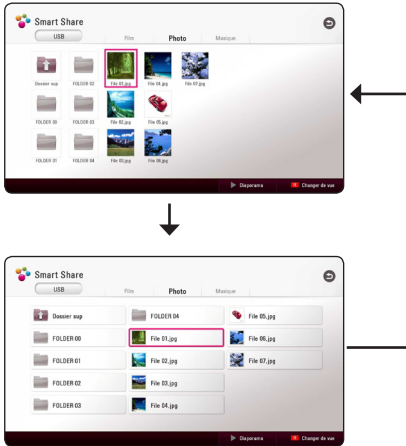 Smart Share
USB
Film Photo Musique
Dossier sup FOLDER 02 File 01.jpg File 04.jpg File 07.jpg
FOLDER 00 FOLDER 03 File 02.jpg File 05.jpg
FOLDER 01 FOLDER 04 File 03.jpg File 06.jpg
Diaporama Changer de vue
Smart Share
USB
Film Photo Musique
Dossier sup FOLDER 04 File 05.jpg
FOLDER 00 File 01.jpg File 06.jpg
FOLDER 01 File 02.jpg File 07.jpg
FOLDER 02 File 03.jpg
FOLDER 03 File 04.jpg
Diaporama Changer de vue